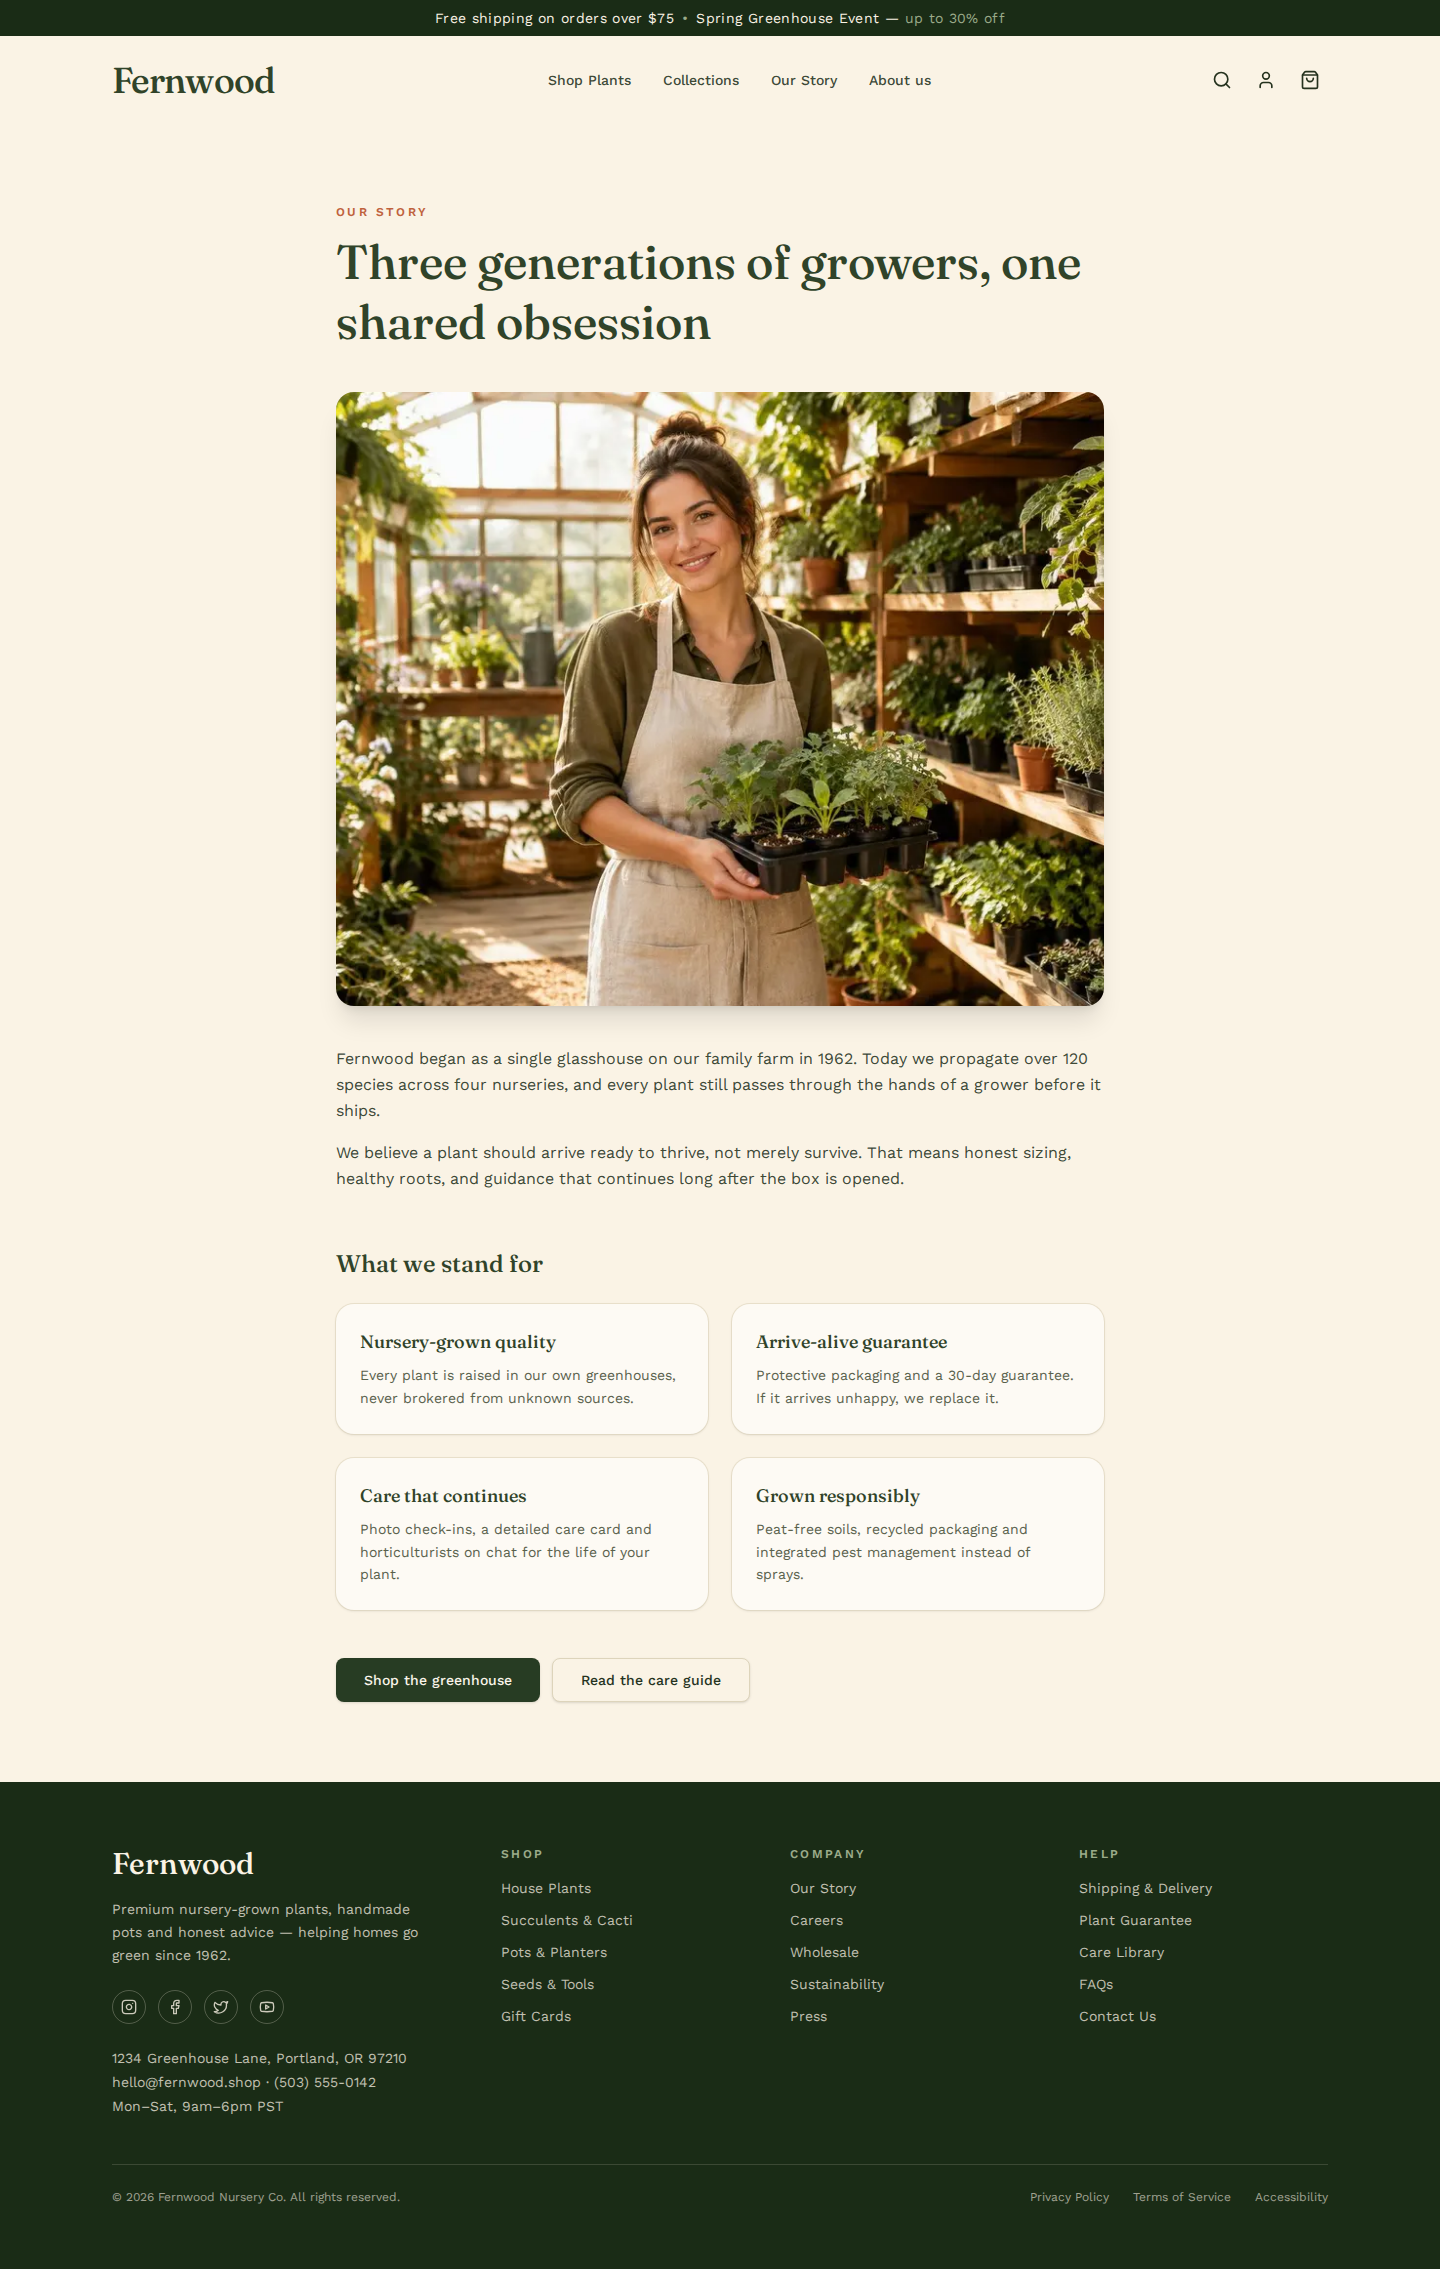 Free shipping on orders over $75 • Spring Greenhouse Event — up to 30% off
Fernwood
Shop Plants Collections Our Story About us
OUR STORY
Three generations of growers, one
shared obsession
Fernwood began as a single glasshouse on our family farm in 1962. Today we propagate over 120
species across four nurseries, and every plant still passes through the hands of a grower before it
ships.
We believe a plant should arrive ready to thrive, not merely survive. That means honest sizing,
healthy roots, and guidance that continues long after the box is opened.
What we stand for
Nursery-grown quality
Every plant is raised in our own greenhouses,
never brokered from unknown sources.
Arrive-alive guarantee
Protective packaging and a 30-day guarantee.
If it arrives unhappy, we replace it.
Care that continues
Photo check-ins, a detailed care card and
horticulturists on chat for the life of your
plant.
Grown responsibly
Peat-free soils, recycled packaging and
integrated pest management instead of
sprays.
Shop the greenhouse
Read the care guide
Fernwood
Premium nursery-grown plants, handmade
pots and honest advice — helping homes go
green since 1962.
1234 Greenhouse Lane, Portland, OR 97210
hello@fernwood.shop · (503) 555-0142
Mon–Sat, 9am–6pm PST
SHOP
House Plants
Succulents & Cacti
Pots & Planters
Seeds & Tools
Gift Cards
COMPANY
Our Story
Careers
Wholesale
Sustainability
Press
HELP
Shipping & Delivery
Plant Guarantee
Care Library
FAQs
Contact Us
© 2026 Fernwood Nursery Co. All rights reserved.
Privacy Policy Terms of Service Accessibility